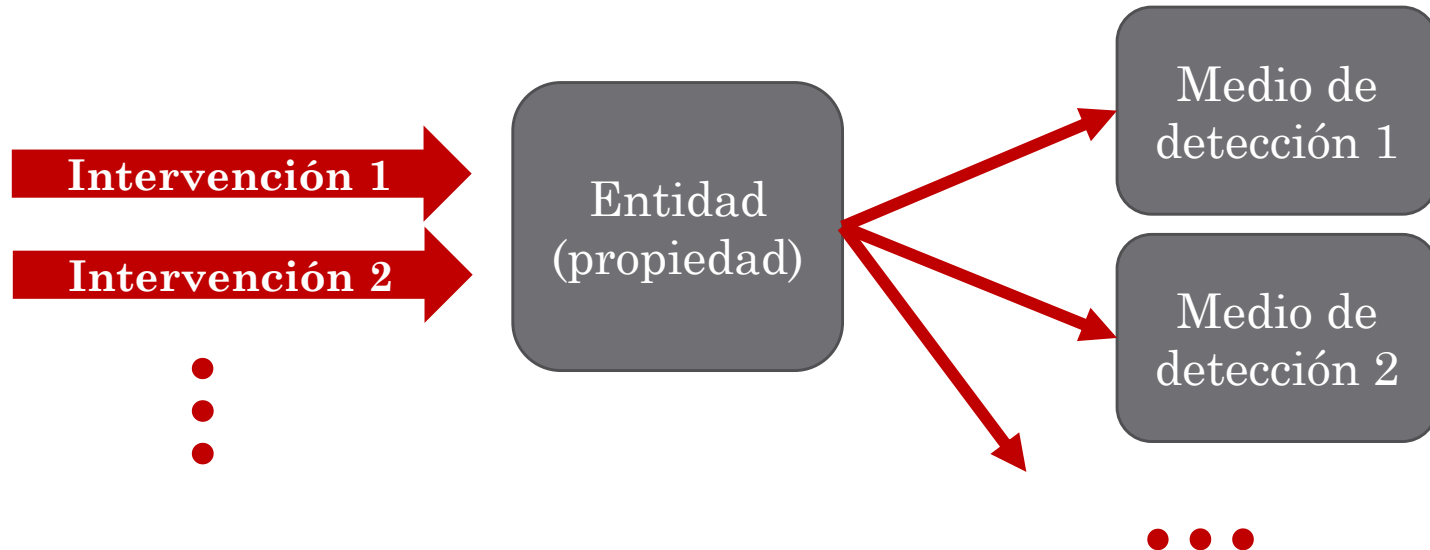 Intervención 1
Intervención 2
Entidad
(propiedad)
Medio de
detección 1
Medio de
detección 2